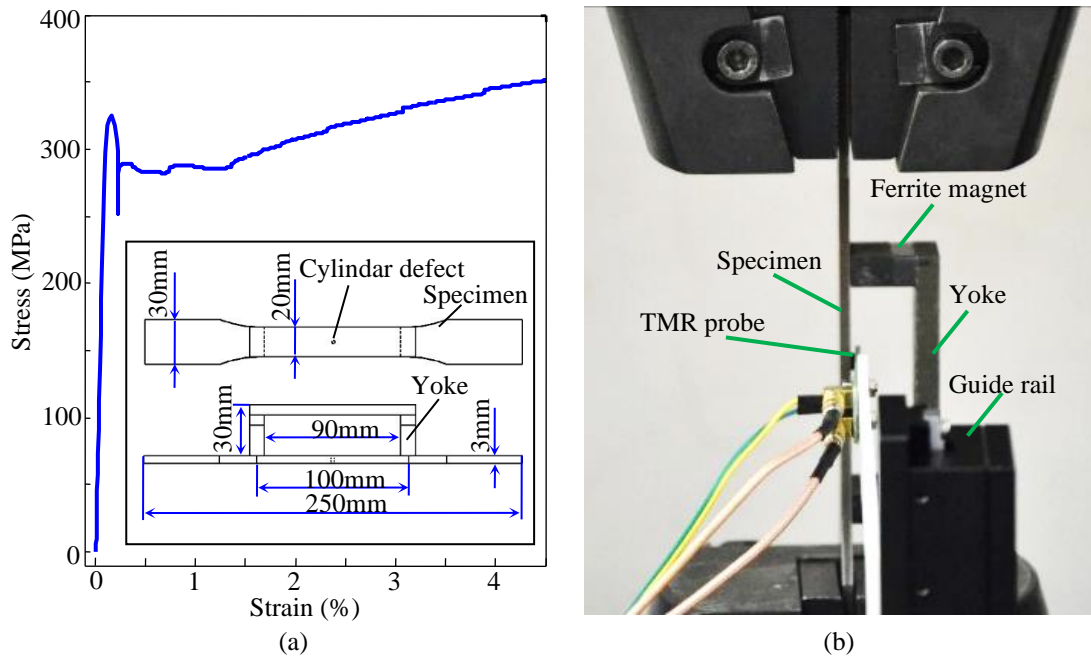 400
300
200
100
0
Stress (MPa)
0
1
2
3
4
Strain (%)
30mm
20mm
Cylindar defect
Specimen
Yoke
30mm
90mm
3mm
100mm
250mm
(a)
Ferrite magnet
Specimen
Yoke
TMR probe
Guide rail
(b)